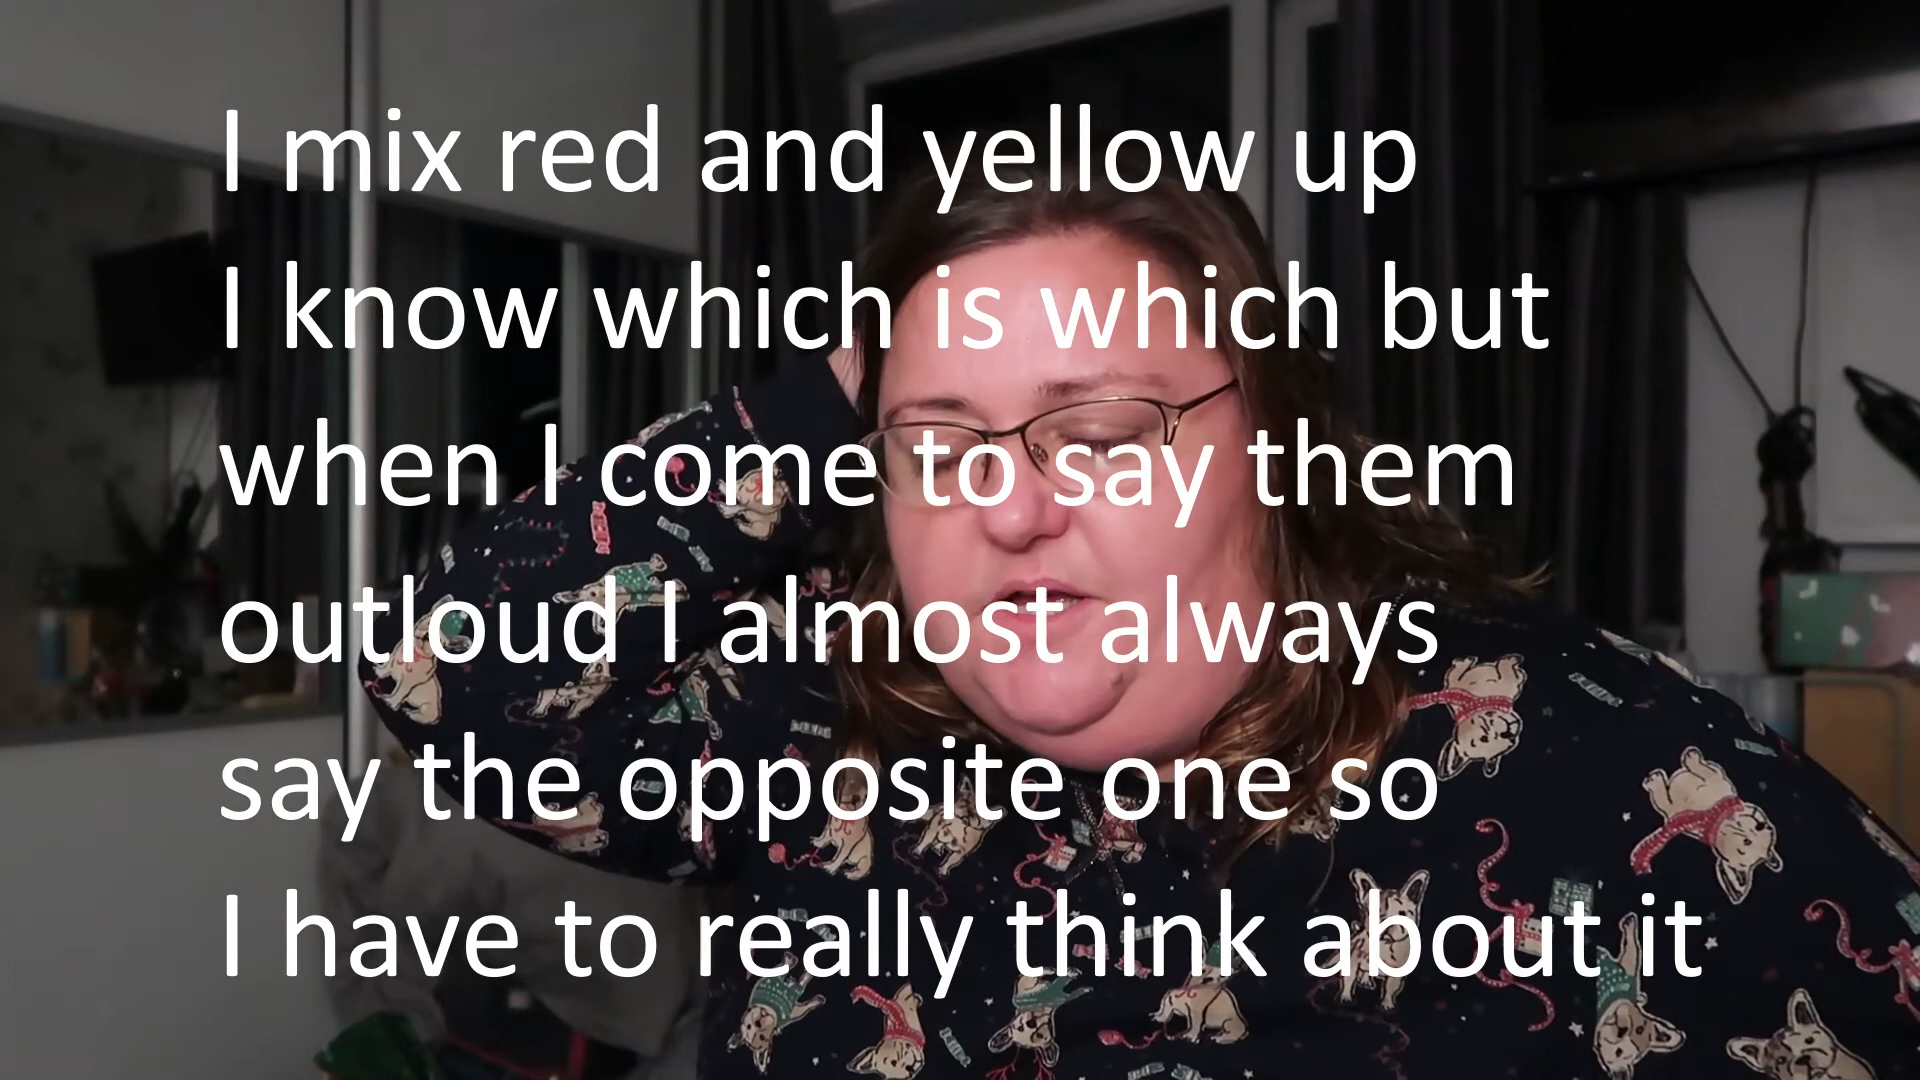 I mix red and yellow up
I know which is which but
when I come to say them
outloud I almost always
say the opposite one so
I have to really think about it